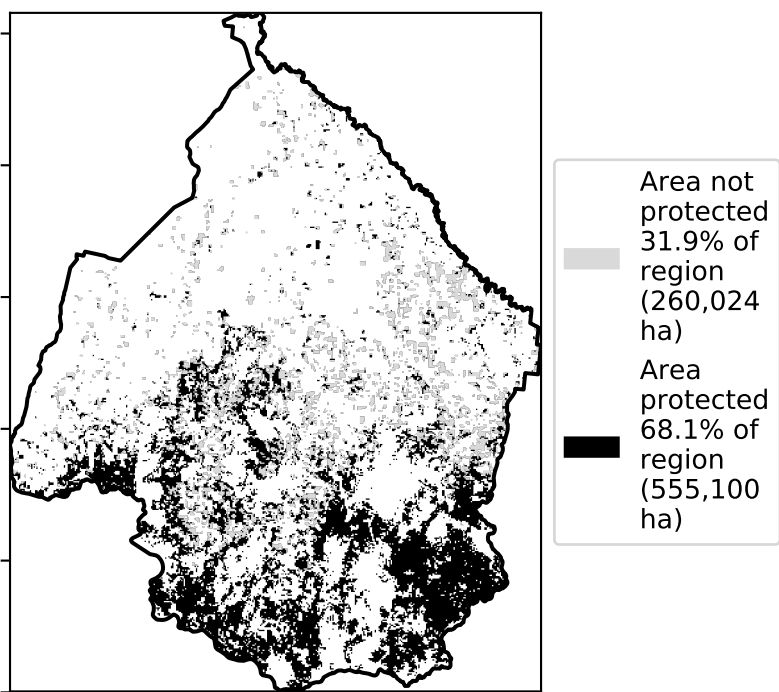 Area not
protected
31.9% of
region
(260,024
ha)
Area
protected
68.1% of
region
(555,100
ha)